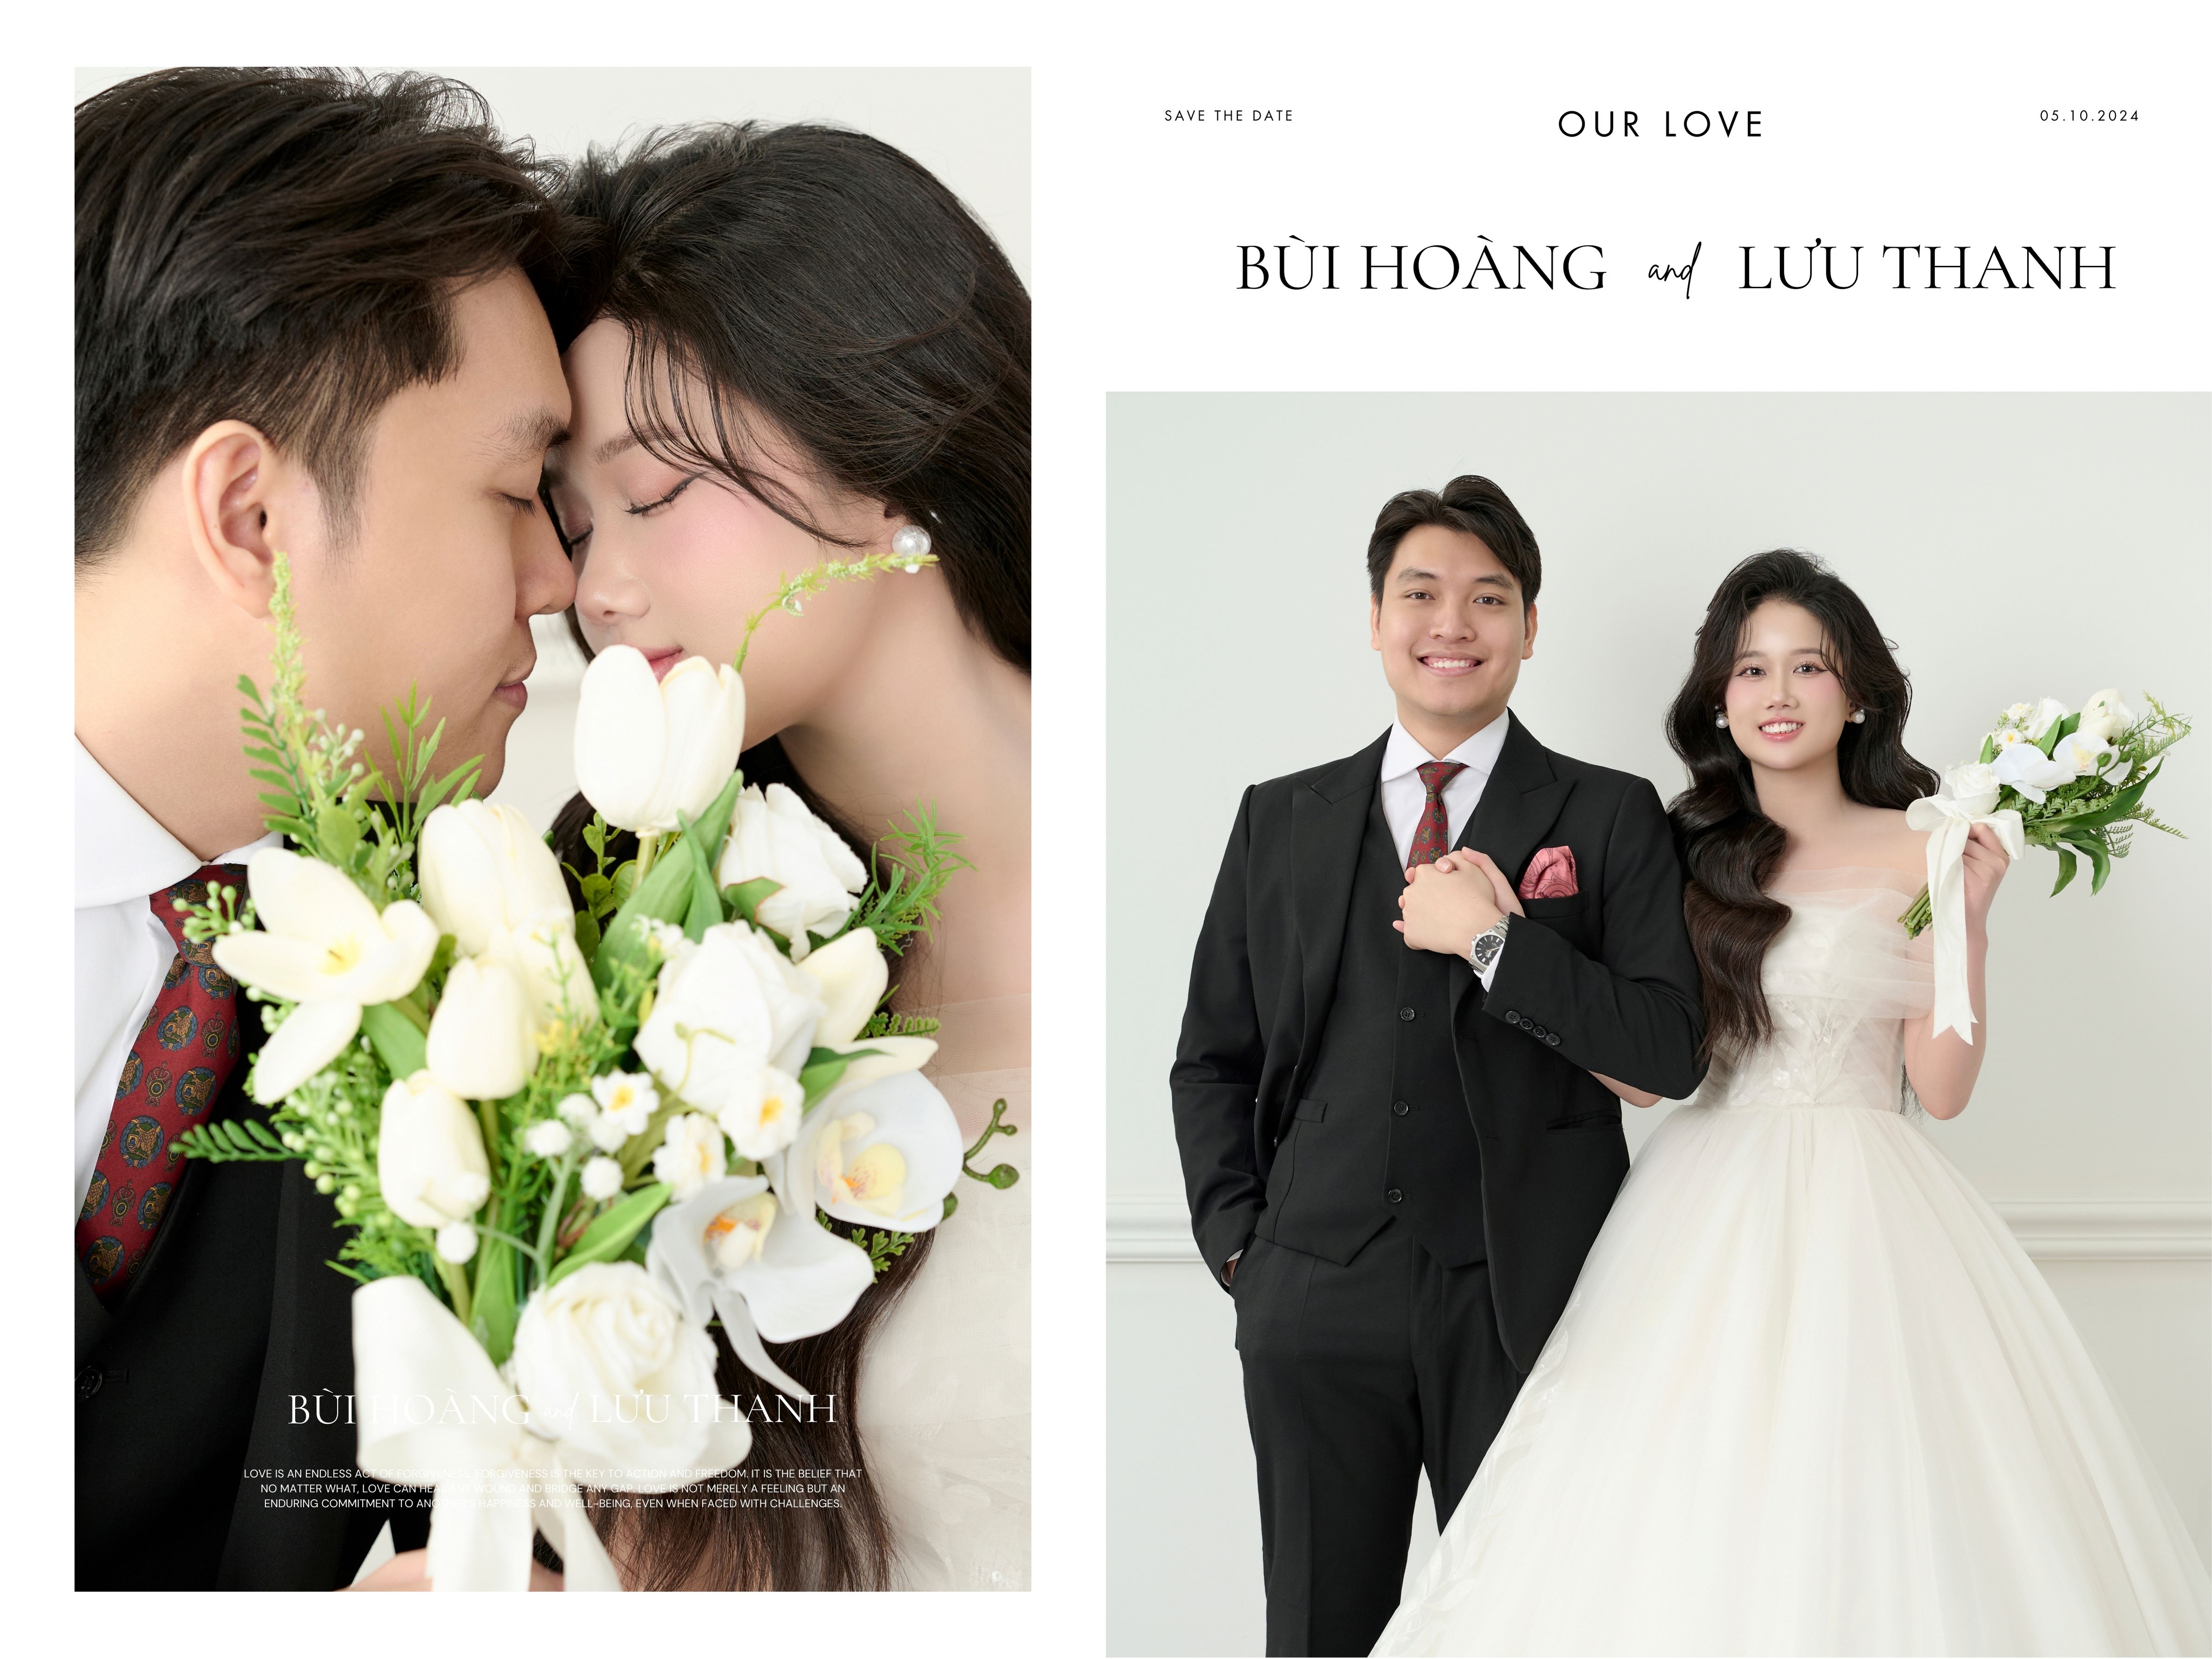 BÙI HOÀNG and LƯU THANH
LOVE IS AN ENDLESS ACT OF FORGIVENESS. FORGIVENESS IS THE KEY TO ACTION AND FREEDOM. IT IS THE BELIEF THAT
NO MATTER WHAT, LOVE CAN HEAL ANY WOUND AND BRIDGE ANY GAP. LOVE IS NOT MERELY A FEELING BUT AN
ENDURING COMMITMENT TO ANOTHER'S HAPPINESS AND WELL-BEING, EVEN WHEN FACED WITH CHALLENGES.
SAVE THE DATE
OUR LOVE
05.10.2024
BÙI HOÀNG and LƯU THANH